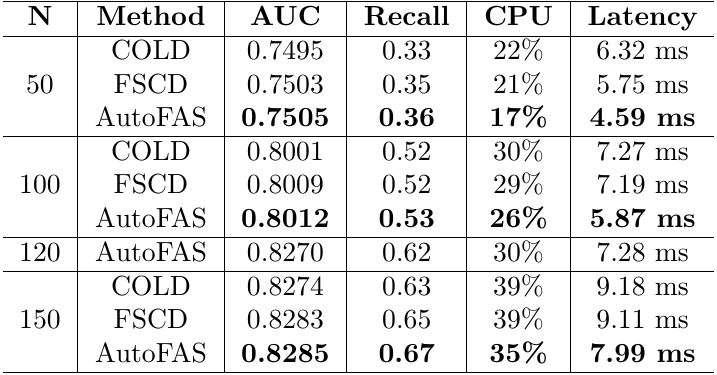 N Method AUC Recall CPU Latency
COLD 0.7495 0.33 22% 6.32 ms
50 FSCD 0.7503 0.35 21% 5.75 ms
AutoFAS 0.7505 0.36 17% 4.59 ms
COLD 0.8001 0.52 30% 7.27 ms
100 FSCD 0.8009 0.52 29% 7.19 ms
AutoFAS 0.8012 0.53 26% 5.87 ms
120 AutoFAS 0.8270 0.62 30% 7.28 ms
COLD 0.8274 0.63 39% 9.18 ms
150 FSCD 0.8283 0.65 39% 9.11 ms
AutoFAS 0.8285 0.67 35% 7.99 ms